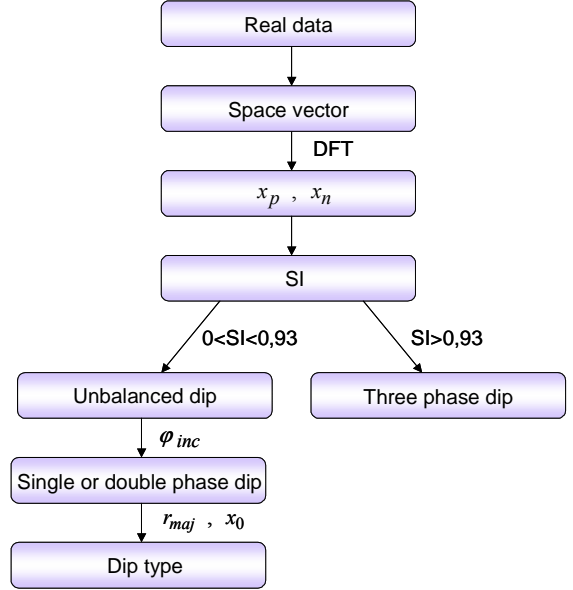 Real data
Space vector
DFT
x_p , x_n
SI
0<SI<0,93
SI>0,93
Unbalanced dip
Three phase dip
φ_inc
Single or double phase dip
r_maj , x_0
Dip type